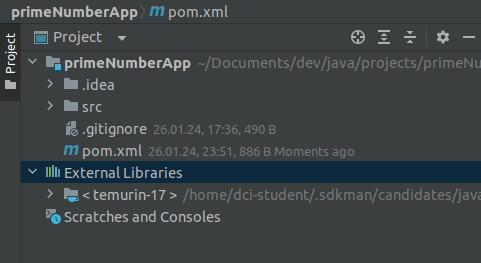 primeNumberApp › pom.xml
Project
Project
primeNumberApp ~/Documents/dev/java/projects/primeNu
.idea
src
.gitignore 26.01.24, 17:36, 490 B
pom.xml 26.01.24, 23:51, 886 B Moments ago
External Libraries
< temurin-17 > /home/dci-student/.sdkman/candidates/java
Scratches and Consoles